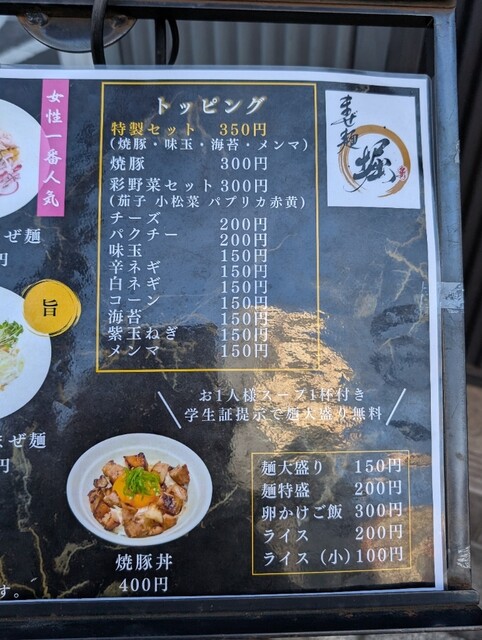 女性一番人気
ぜ麺
円
旨
ぜ麺
円
す。
トッピング
特製セット 350円
(焼豚・味玉・海苔・メンマ)
焼豚 300円
彩野菜セット 300円
(茄子 小松菜 パプリカ赤黄)
チーズ 200円
パクチー 200円
味玉 150円
辛ネギ 150円
白ネギ 150円
コーン 150円
海苔 150円
紫玉ねぎ 150円
メンマ 150円
まぜ麺
堀
お1人様スープ1杯付き
学生証提示で麺大盛り無料
焼豚丼
400円
麺大盛り 150円
麺特盛 200円
卵かけご飯 300円
ライス 200円
ライス (小) 100円